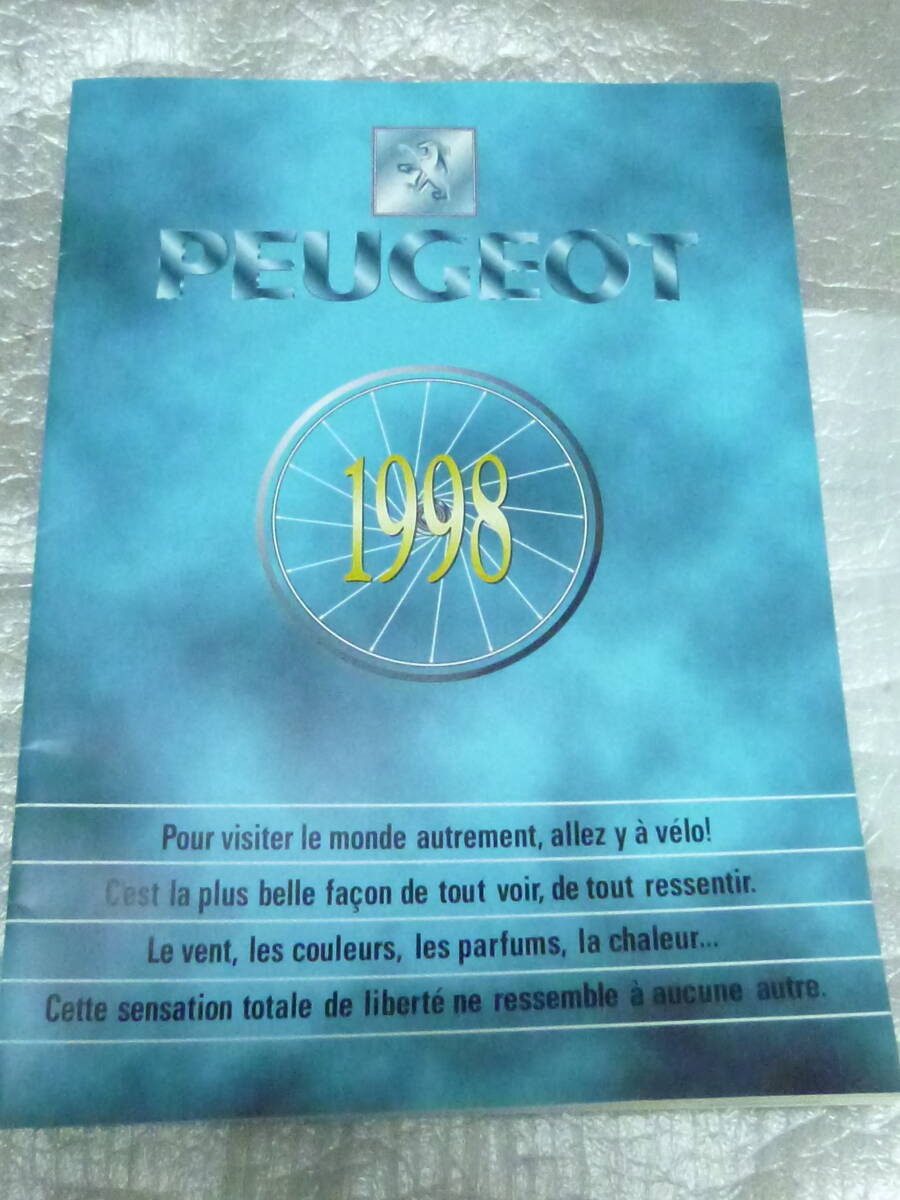 PEUGEOT
1998
Pour visiter le monde autrement, allez y à vélo!
C'est la plus belle façon de tout voir, de tout ressentir.
Le vent, les couleurs, les parfums, la chaleur...
Cette sensation totale de liberté ne ressemble à aucune autre.